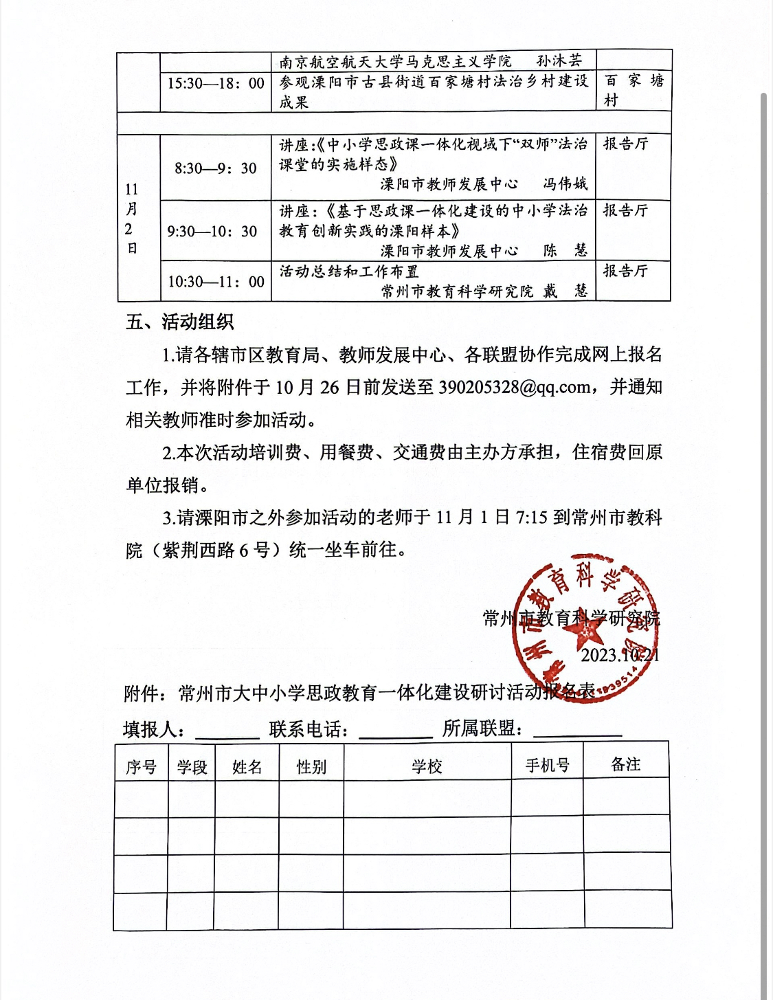 南京航空航天大学马克思主义学院 孙沐芸
15:30—18：00 参观溧阳市古县街道百家塘村法治乡村建设 百家塘
成果 村
11月2日
8:30—9：30 讲座:《中小学思政课一体化视域下“双师”法治 报告厅
课堂的实施样态》
溧阳市教师发展中心 冯伟娥
9:30—10：30 讲座：《基于思政课一体化建设的中小学法治 报告厅
教育创新实践的溧阳样本》
溧阳市教师发展中心 陈 慧
10:30—11：00 活动总结和工作布置 报告厅
常州市教育科学研究院 戴 慧
五、活动组织
1.请各辖市区教育局、教师发展中心、各联盟协作完成网上报名
工作，并将附件于 10 月 26 日前发送至 390205328@qq.com，并通知
相关教师准时参加活动。
2.本次活动培训费、用餐费、交通费由主办方承担，住宿费回原
单位报销。
3.请溧阳市之外参加活动的老师于 11 月 1 日 7:15 到常州市教科
院（紫荆西路 6 号）统一坐车前往。
常州市教育科学研究院
常州市教育科学研究院
2023.10.21
附件：常州市大中小学思政教育一体化建设研讨活动报名表
填报人：______ 联系电话：______ 所属联盟：______
序号 学段 姓名 性别 学校 手机号 备注